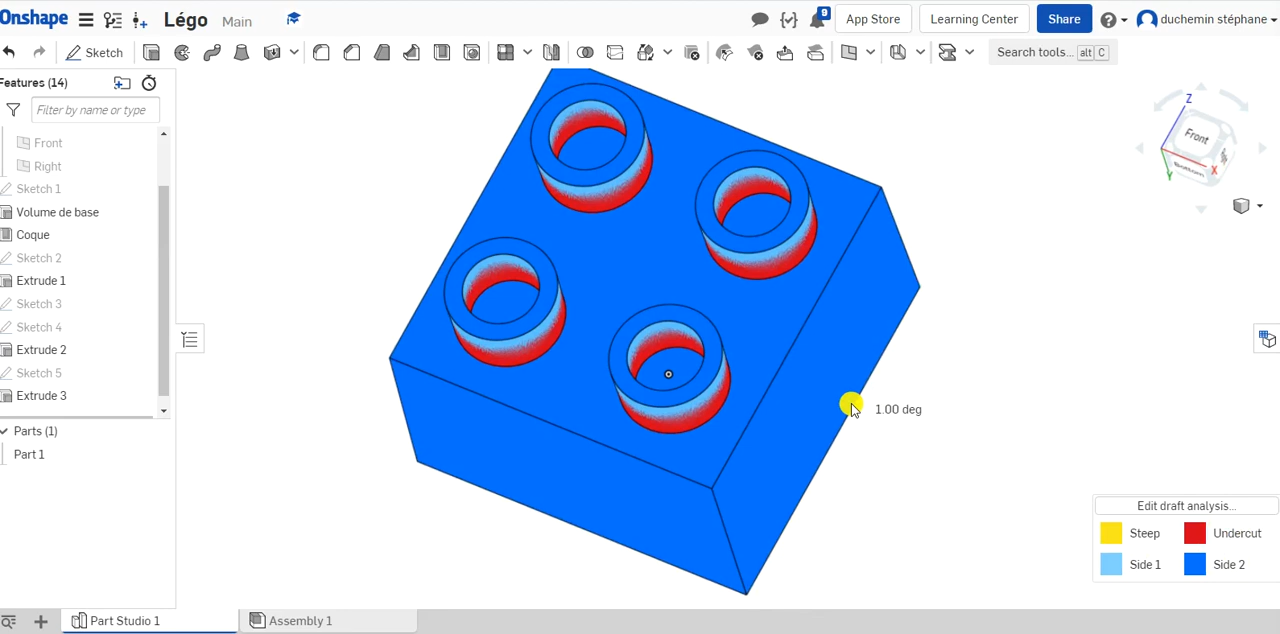 Onshape Légo Main 9 App Store Learning Center Share duchemin stéphane
Sketch Search tools... alt C
Features (14)
Filter by name or type
Front
Right
Sketch 1
Volume de base
Coque
Sketch 2
Extrude 1
Sketch 3
Sketch 4
Extrude 2
Sketch 5
Extrude 3
Parts (1)
Part 1
1.00 deg
Z
Front
Bottom
X
Y
Edit draft analysis...
Steep Undercut
Side 1 Side 2
Part Studio 1 Assembly 1